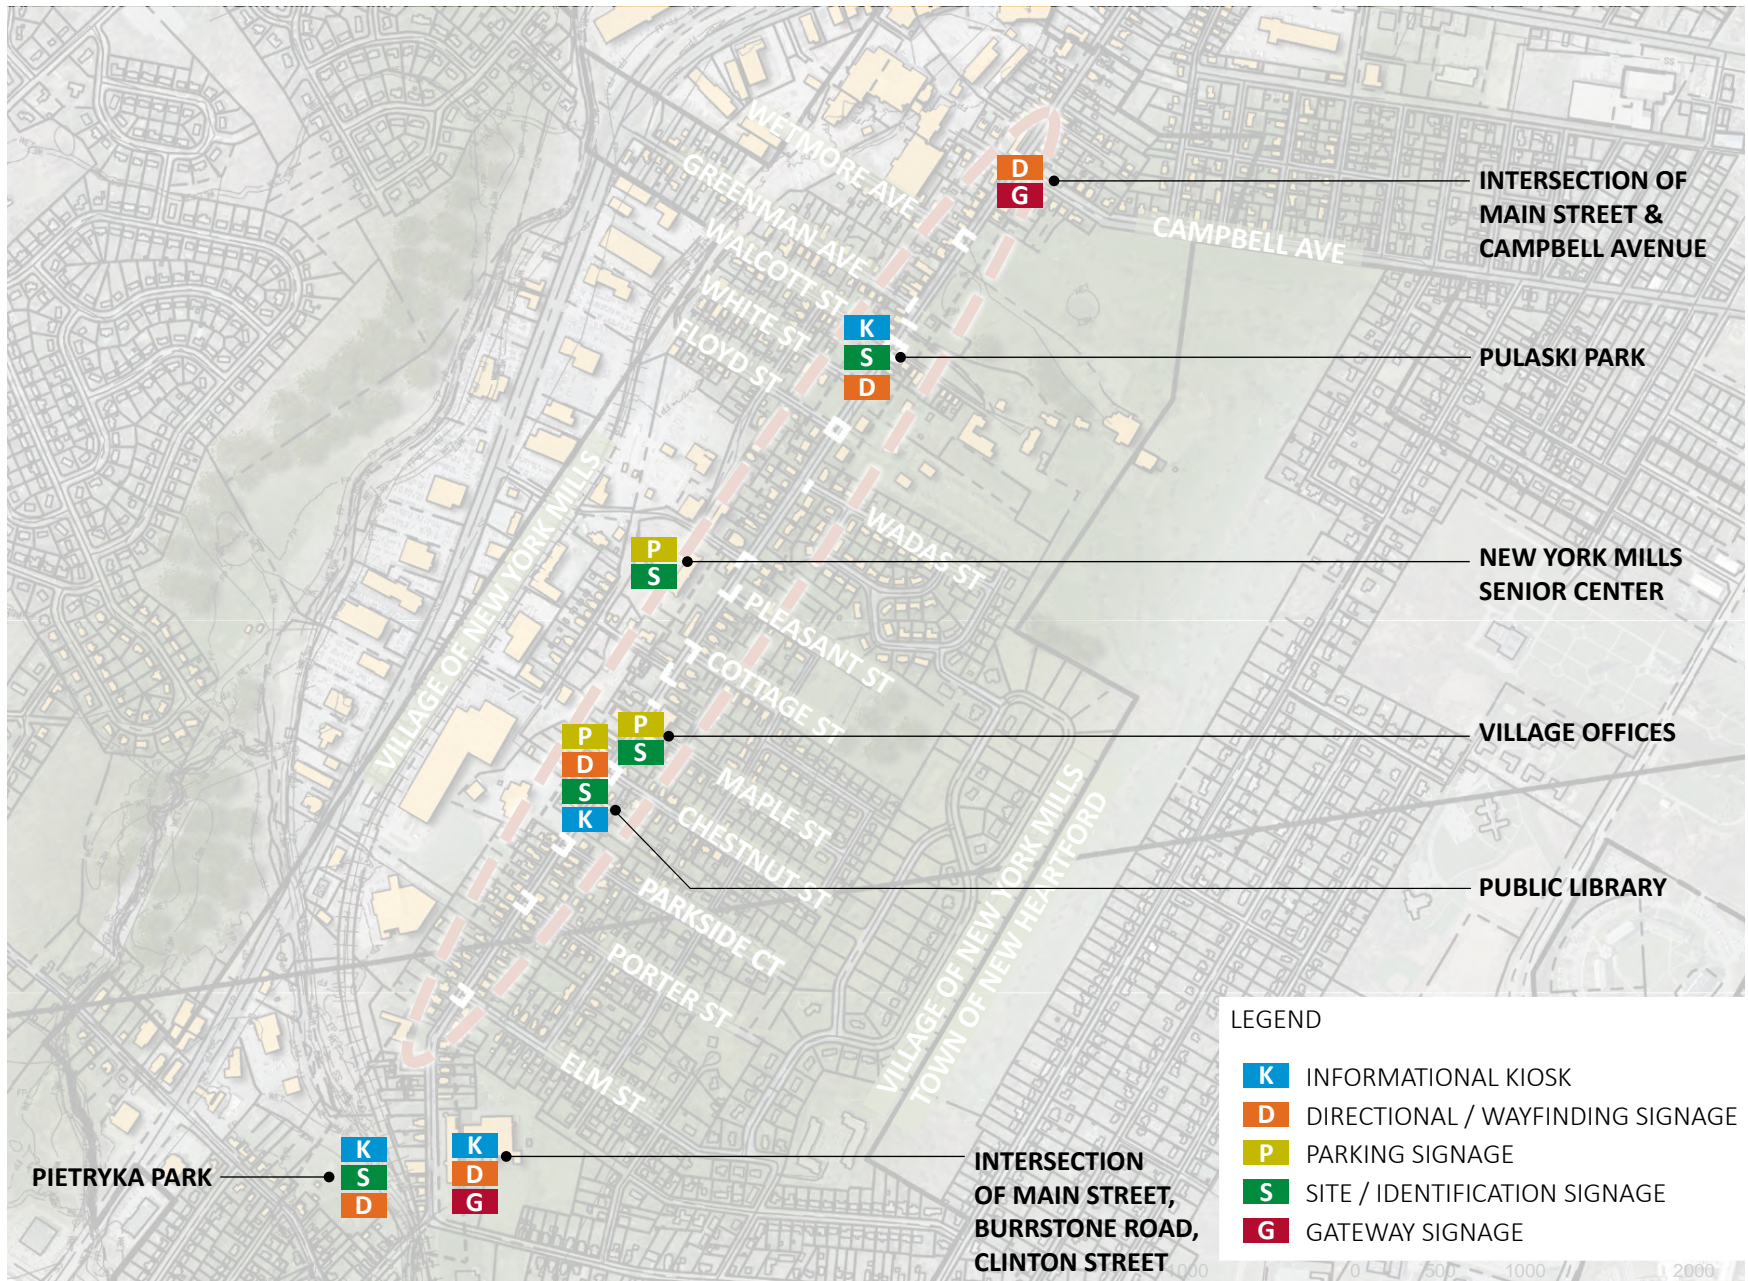 WETMORE AVE
GREENMAN AVE
WALCOTT ST
WHITE ST
FLOYD ST
CAMPBELL AVE
D
G
INTERSECTION OF
MAIN STREET &
CAMPBELL AVENUE
K
S
D
PULASKI PARK
VILLAGE OF NEW YORK MILLS
WADAS ST
P
S
NEW YORK MILLS
SENIOR CENTER
PLEASANT ST
COTTAGE ST
P
S
VILLAGE OFFICES
P
D
S
K
PUBLIC LIBRARY
MAPLE ST
CHESTNUT ST
PARKSIDE CT
PORTER ST
ELM ST
VILLAGE OF NEW YORK MILLS
TOWN OF NEW HEARTFORD
PIETRYKA PARK
K
S
D
K
D
G
INTERSECTION
OF MAIN STREET,
BURRSTONE ROAD,
CLINTON STREET
LEGEND
K INFORMATIONAL KIOSK
D DIRECTIONAL / WAYFINDING SIGNAGE
P PARKING SIGNAGE
S SITE / IDENTIFICATION SIGNAGE
G GATEWAY SIGNAGE
1000 0 500 1000 2000